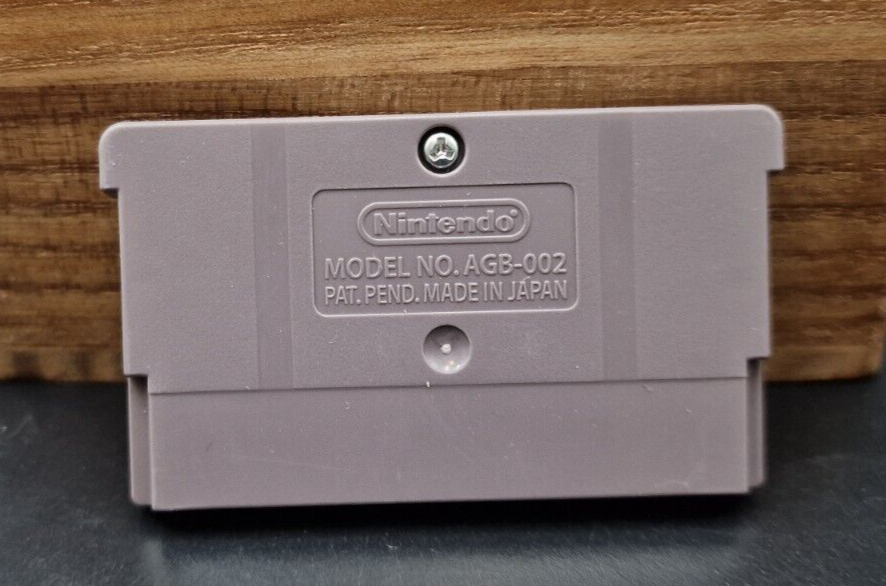 Nintendo®
MODEL NO. AGB-002
PAT. PEND. MADE IN JAPAN